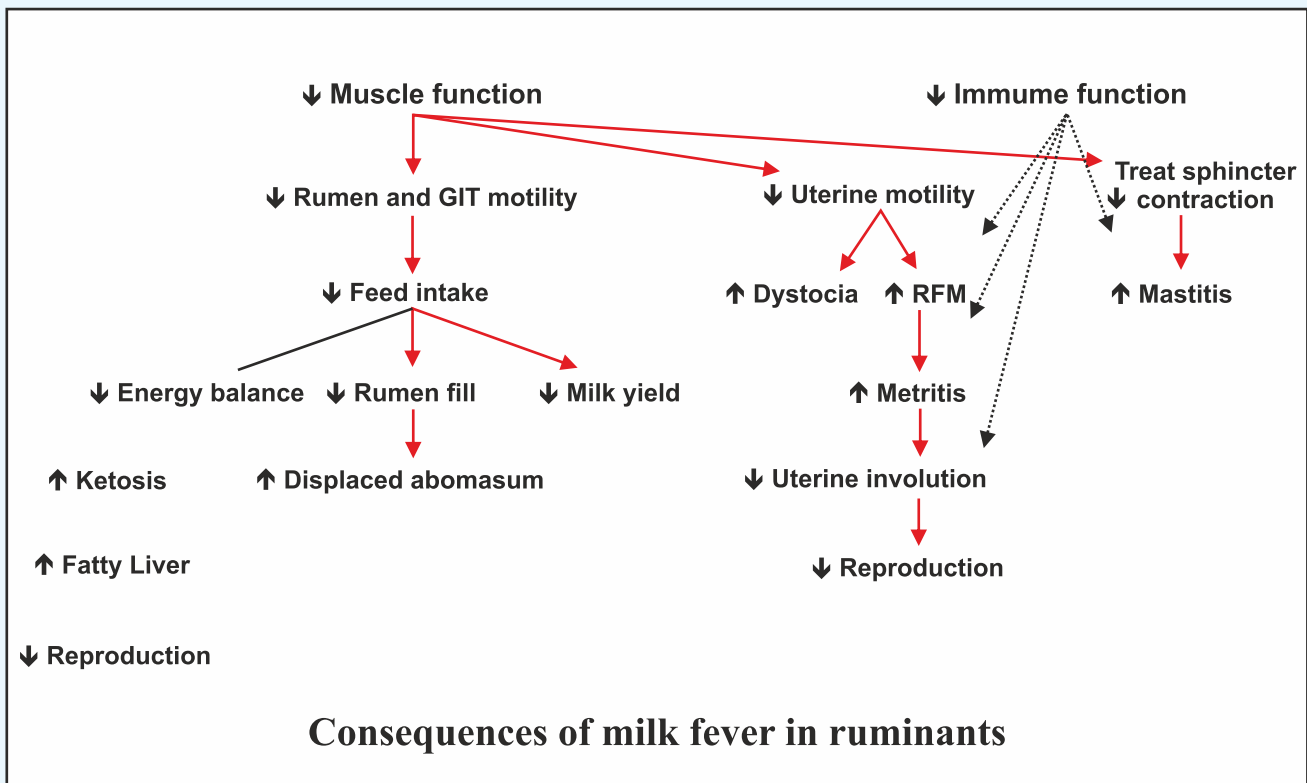 ↓ Muscle function
↓ Immume function
↓ Rumen and GIT motility
↓ Uterine motility
Treat sphincter
↓ contraction
↓ Feed intake
↑ Dystocia
↑ RFM
↑ Mastitis
↓ Energy balance
↓ Rumen fill
↓ Milk yield
↑ Metritis
↑ Ketosis
↑ Displaced abomasum
↓ Uterine involution
↑ Fatty Liver
↓ Reproduction
↓ Reproduction
Consequences of milk fever in ruminants